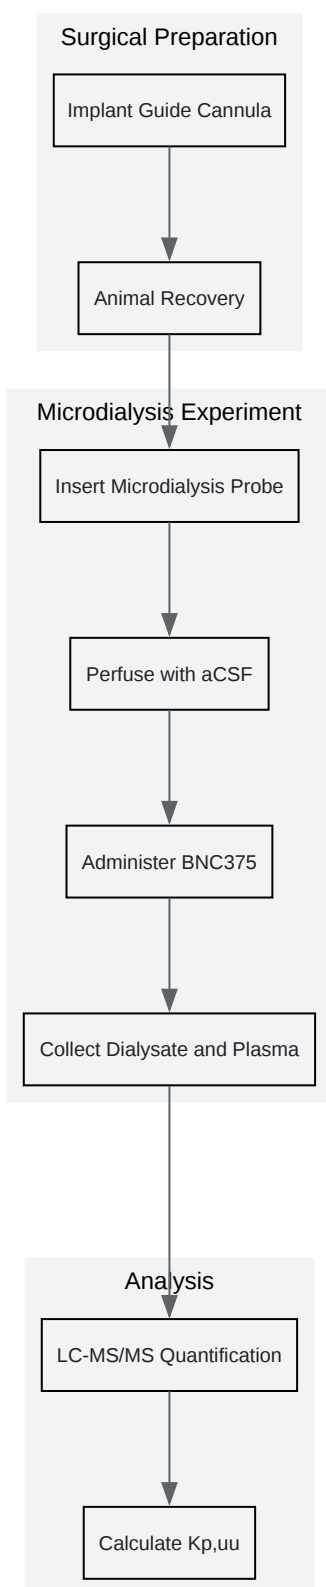 Surgical Preparation
Implant Guide Cannula
Animal Recovery
Microdialysis Experiment
Insert Microdialysis Probe
Perfuse with aCSF
Administer BNC375
Collect Dialysate and Plasma
Analysis
LC-MS/MS Quantification
Calculate Kp,uu